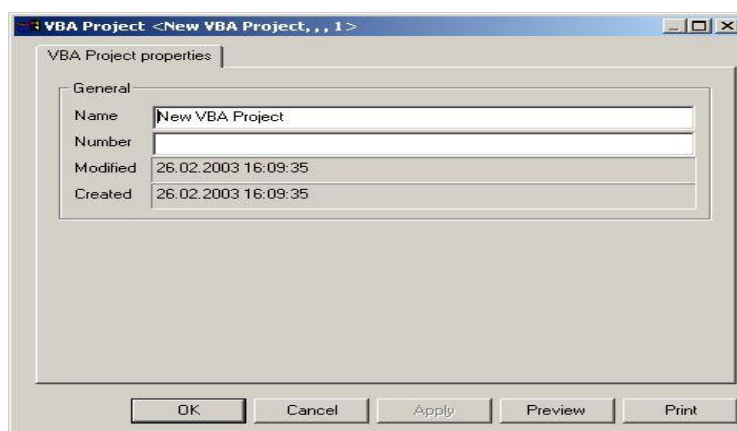 VBA Project <New VBA Project, , , 1>
VBA Project properties
General
Name New VBA Project
Number
Modified 26.02.2003 16:09:35
Created 26.02.2003 16:09:35
OK Cancel Apply Preview Print